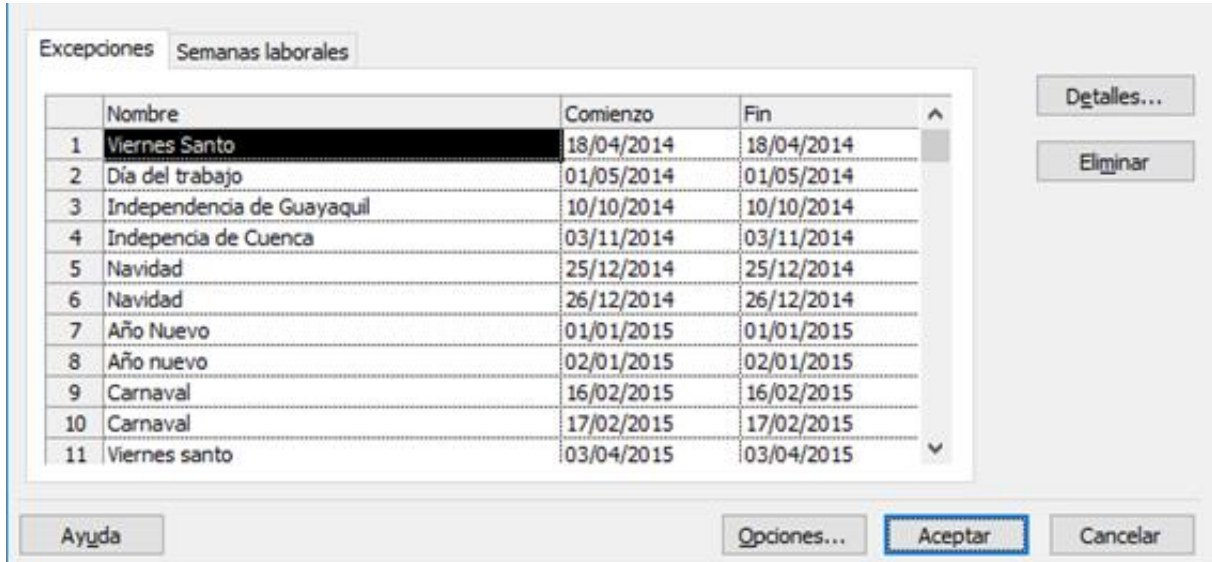 Excepciones Semanas laborales
Detalles...
Nombre Comienzo Fin
1 Viernes Santo 18/04/2014 18/04/2014
Eliminar
2 Día del trabajo 01/05/2014 01/05/2014
3 Independencia de Guayaquil 10/10/2014 10/10/2014
4 Indepencia de Cuenca 03/11/2014 03/11/2014
5 Navidad 25/12/2014 25/12/2014
6 Navidad 26/12/2014 26/12/2014
7 Año Nuevo 01/01/2015 01/01/2015
8 Año nuevo 02/01/2015 02/01/2015
9 Carnaval 16/02/2015 16/02/2015
10 Carnaval 17/02/2015 17/02/2015
11 Viernes santo 03/04/2015 03/04/2015
Ayuda Opciones... Aceptar Cancelar